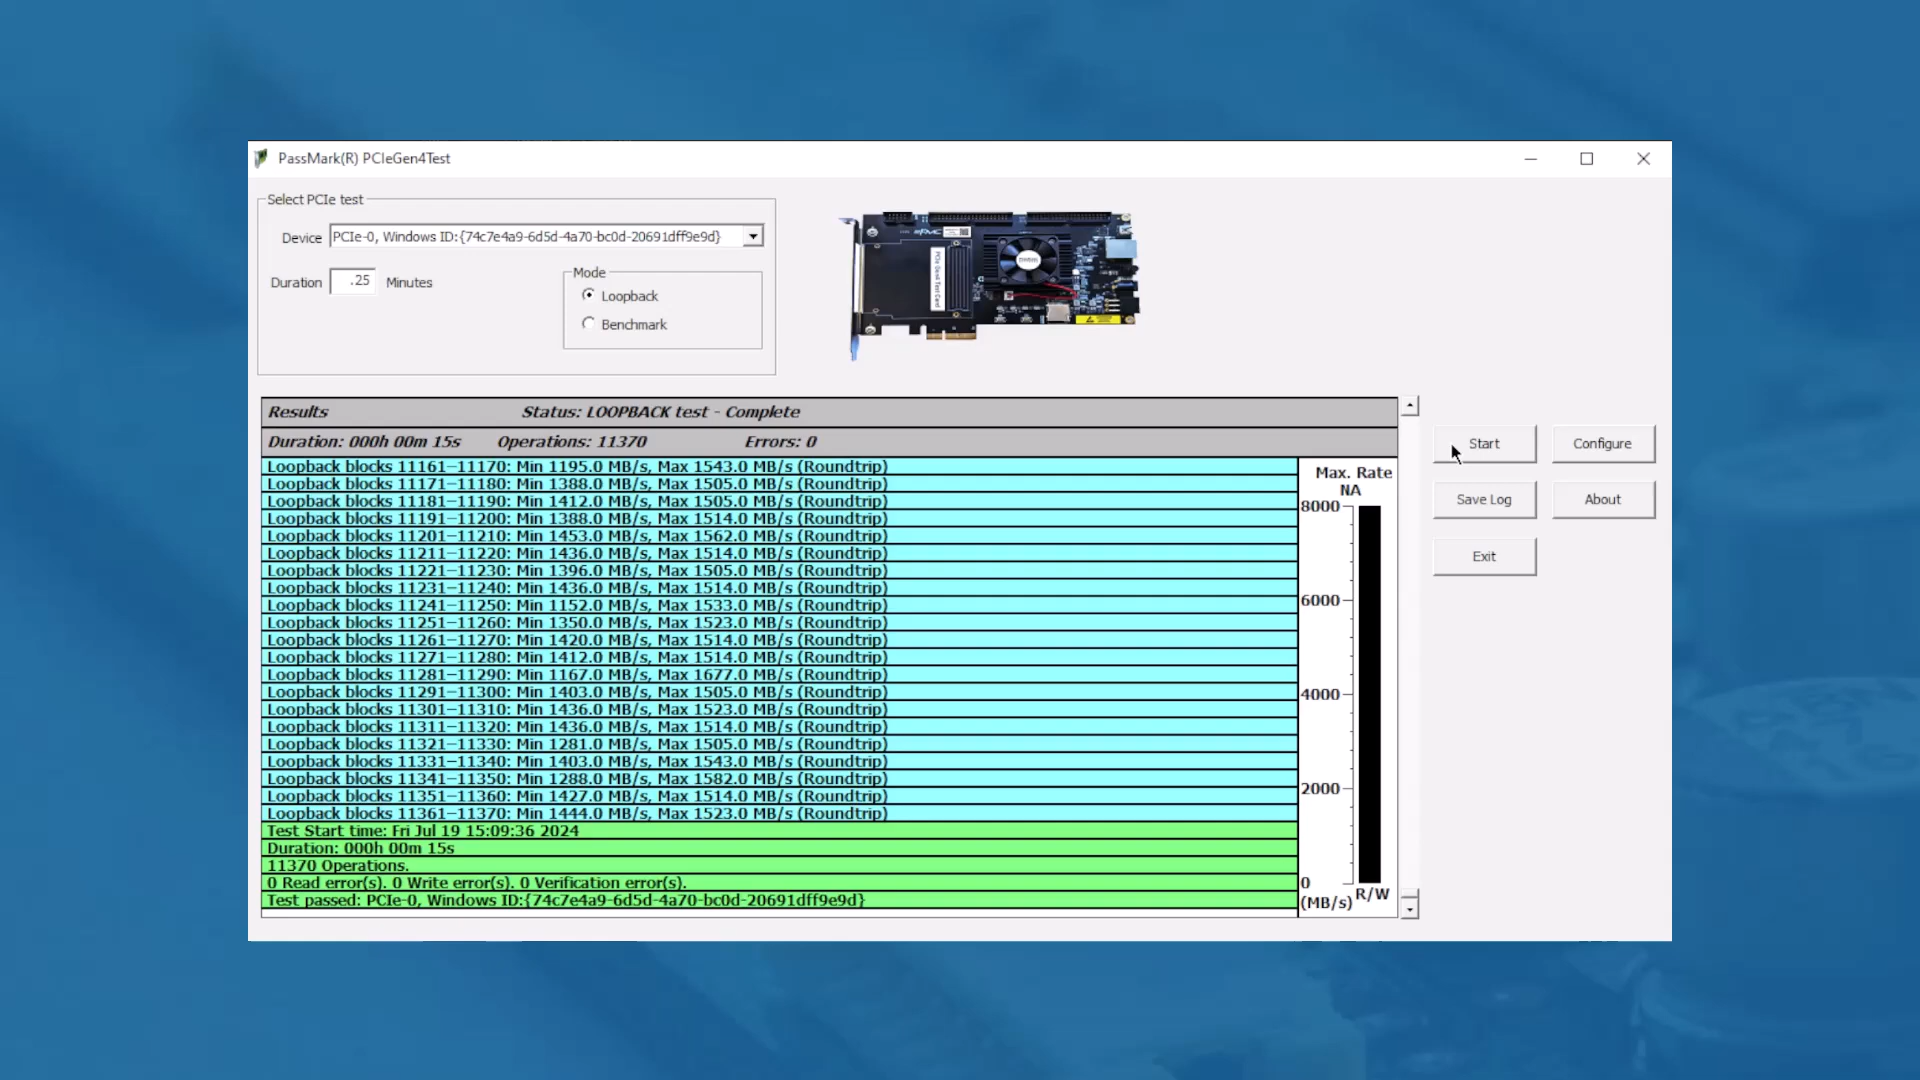 PassMark(R) PCIeGen4Test
Select PCIe test
Device PCIe-0, Windows ID:{74c7e4a9-6d5d-4a70-bc0d-20691dff9e9d}
Duration .25 Minutes
Mode
Loopback
Benchmark
PCIe Gen4 Test Card
Results Status: LOOPBACK test - Complete
Duration: 000h 00m 15s Operations: 11370 Errors: 0
Loopback blocks 11161-11170: Min 1195.0 MB/s, Max 1543.0 MB/s (Roundtrip)
Loopback blocks 11171-11180: Min 1388.0 MB/s, Max 1505.0 MB/s (Roundtrip)
Loopback blocks 11181-11190: Min 1412.0 MB/s, Max 1505.0 MB/s (Roundtrip)
Loopback blocks 11191-11200: Min 1388.0 MB/s, Max 1514.0 MB/s (Roundtrip)
Loopback blocks 11201-11210: Min 1453.0 MB/s, Max 1562.0 MB/s (Roundtrip)
Loopback blocks 11211-11220: Min 1436.0 MB/s, Max 1514.0 MB/s (Roundtrip)
Loopback blocks 11221-11230: Min 1396.0 MB/s, Max 1505.0 MB/s (Roundtrip)
Loopback blocks 11231-11240: Min 1436.0 MB/s, Max 1514.0 MB/s (Roundtrip)
Loopback blocks 11241-11250: Min 1152.0 MB/s, Max 1533.0 MB/s (Roundtrip)
Loopback blocks 11251-11260: Min 1350.0 MB/s, Max 1523.0 MB/s (Roundtrip)
Loopback blocks 11261-11270: Min 1420.0 MB/s, Max 1514.0 MB/s (Roundtrip)
Loopback blocks 11271-11280: Min 1412.0 MB/s, Max 1514.0 MB/s (Roundtrip)
Loopback blocks 11281-11290: Min 1167.0 MB/s, Max 1677.0 MB/s (Roundtrip)
Loopback blocks 11291-11300: Min 1403.0 MB/s, Max 1505.0 MB/s (Roundtrip)
Loopback blocks 11301-11310: Min 1436.0 MB/s, Max 1523.0 MB/s (Roundtrip)
Loopback blocks 11311-11320: Min 1436.0 MB/s, Max 1514.0 MB/s (Roundtrip)
Loopback blocks 11321-11330: Min 1281.0 MB/s, Max 1505.0 MB/s (Roundtrip)
Loopback blocks 11331-11340: Min 1403.0 MB/s, Max 1543.0 MB/s (Roundtrip)
Loopback blocks 11341-11350: Min 1288.0 MB/s, Max 1582.0 MB/s (Roundtrip)
Loopback blocks 11351-11360: Min 1427.0 MB/s, Max 1514.0 MB/s (Roundtrip)
Loopback blocks 11361-11370: Min 1444.0 MB/s, Max 1523.0 MB/s (Roundtrip)
Test Start time: Fri Jul 19 15:09:36 2024
Duration: 000h 00m 15s
11370 Operations.
0 Read error(s). 0 Write error(s). 0 Verification error(s).
Test passed: PCIe-0, Windows ID:{74c7e4a9-6d5d-4a70-bc0d-20691dff9e9d}
Max. Rate
NA
8000
6000
4000
2000
0
(MB/s) R/W
Start
Configure
Save Log
About
Exit